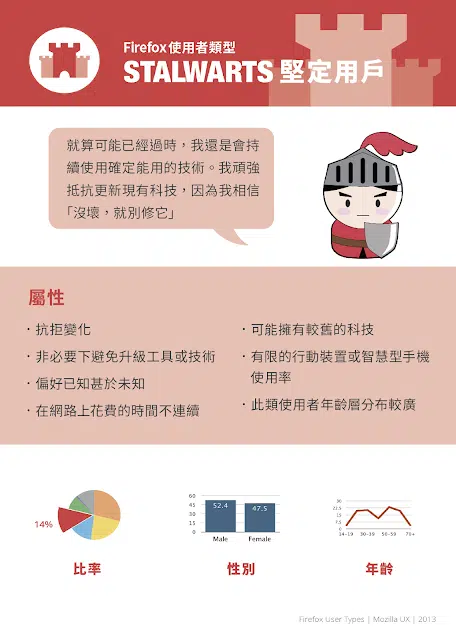 Firefox 使用者類型
STALWARTS 堅定用戶
就算可能已經過時，我還是會持
續使用確定能用的技術。我頑強
抵抗更新現有科技，因為我相信
「沒壞，就別修它」
屬性
·抗拒變化
·非必要下避免升級工具或技術
·偏好已知甚於未知
·在網路上花費的時間不連續
·可能擁有較舊的科技
·有限的行動裝置或智慧型手機
使用率
·此類使用者年齡層分布較廣
14%
比率
60
45
30
15
0
52.4
47.5
Male
Female
性別
30
22.5
15
7.5
0
14-19
30-39
50-59
70+
年齡
Firefox User Types | Mozilla UX | 2013